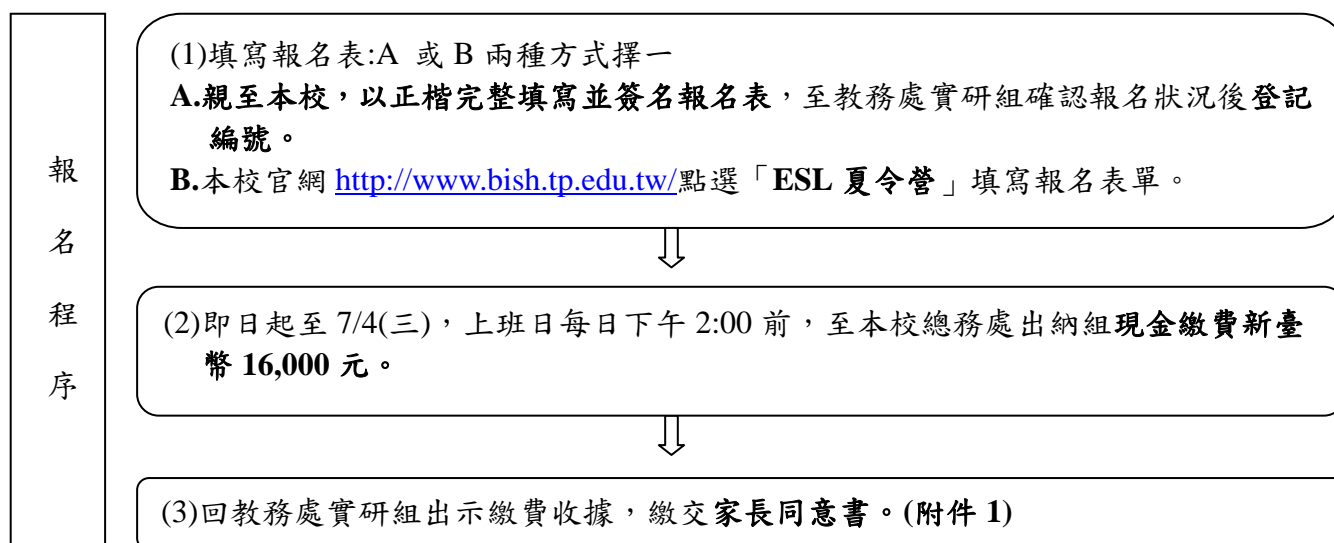 報名程序
(1)填寫報名表:A 或 B 兩種方式擇一
A.親至本校，以正楷完整填寫並簽名報名表，至教務處實研組確認報名狀況後登記
編號。
B.本校官網 http://www.bish.tp.edu.tw/點選「ESL 夏令營」填寫報名表單。
(2)即日起至 7/4(三)，上班日每日下午 2:00 前，至本校總務處出納組現金繳費新臺
幣 16,000 元。
(3)回教務處實研組出示繳費收據，繳交家長同意書。(附件 1)